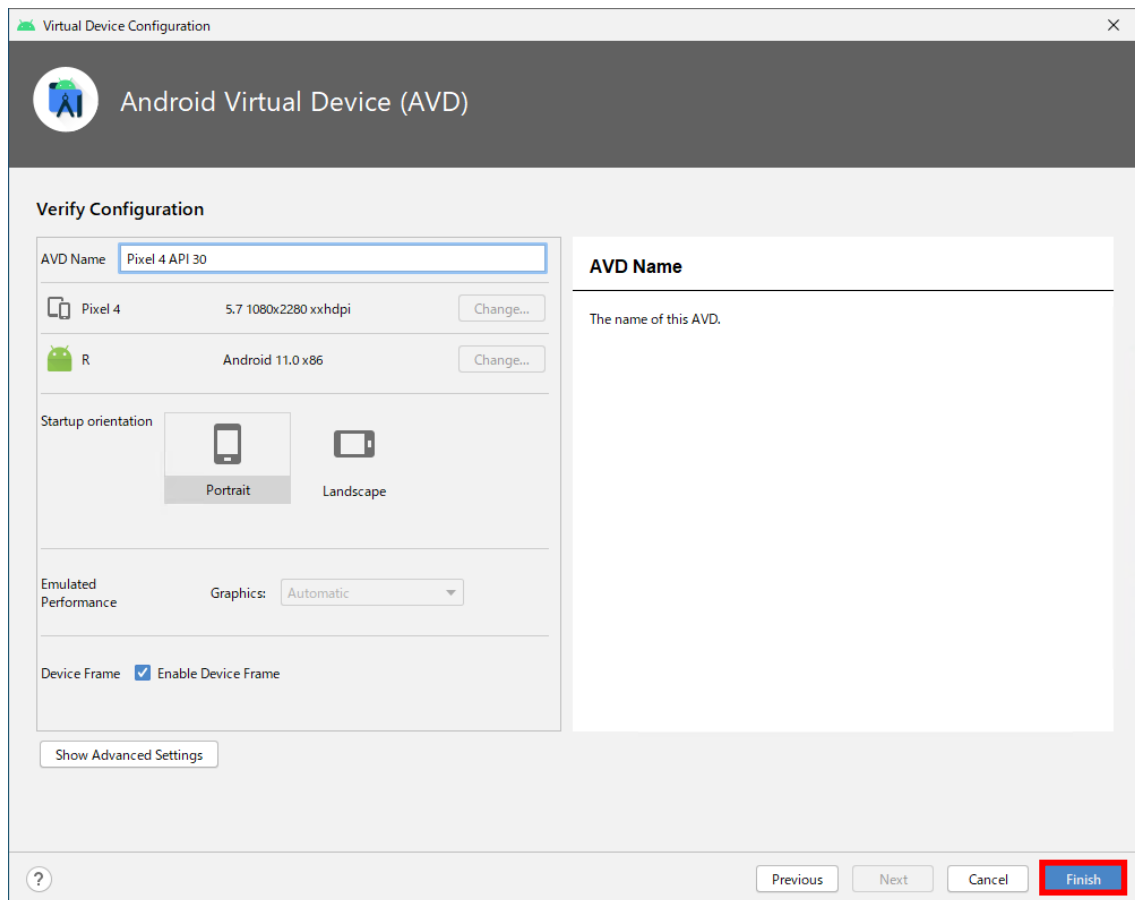 Virtual Device Configuration
Android Virtual Device (AVD)
Verify Configuration
AVD Name Pixel 4 API 30
Pixel 4 5.7 1080x2280 xxhdpi Change...
R Android 11.0 x86 Change...
Startup orientation
Portrait
Landscape
Emulated
Performance
Graphics: Automatic
Device Frame Enable Device Frame
Show Advanced Settings
AVD Name
The name of this AVD.
?
Previous Next Cancel Finish